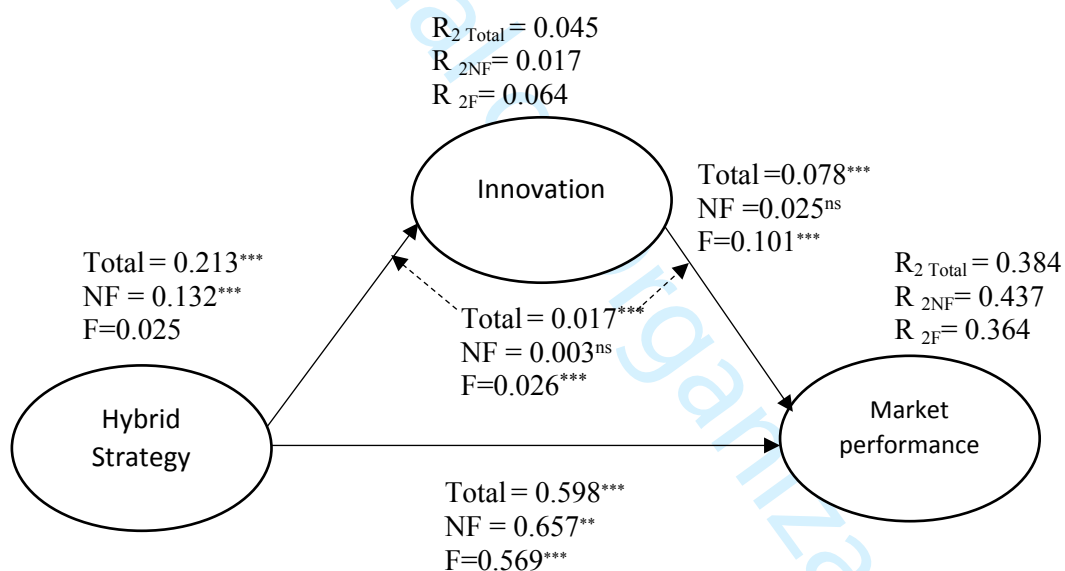 R₂ Total = 0.045
R ₂NF= 0.017
R ₂F= 0.064
Innovation
Total =0.078***
NF =0.025ns
F=0.101***
Total = 0.213***
NF = 0.132***
F=0.025
Total = 0.017***
NF = 0.003ns
F=0.026***
R₂ Total = 0.384
R ₂NF= 0.437
R ₂F= 0.364
Hybrid
Strategy
Market
performance
Total = 0.598***
NF = 0.657**
F=0.569***